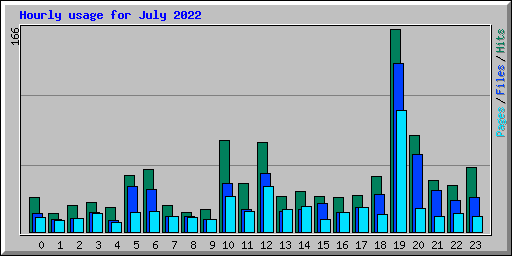 Hourly usage for July 2022
166
Pages/Files/Hits
0 1 2 3 4 5 6 7 8 9 10 11 12 13 14 15 16 17 18 19 20 21 22 23